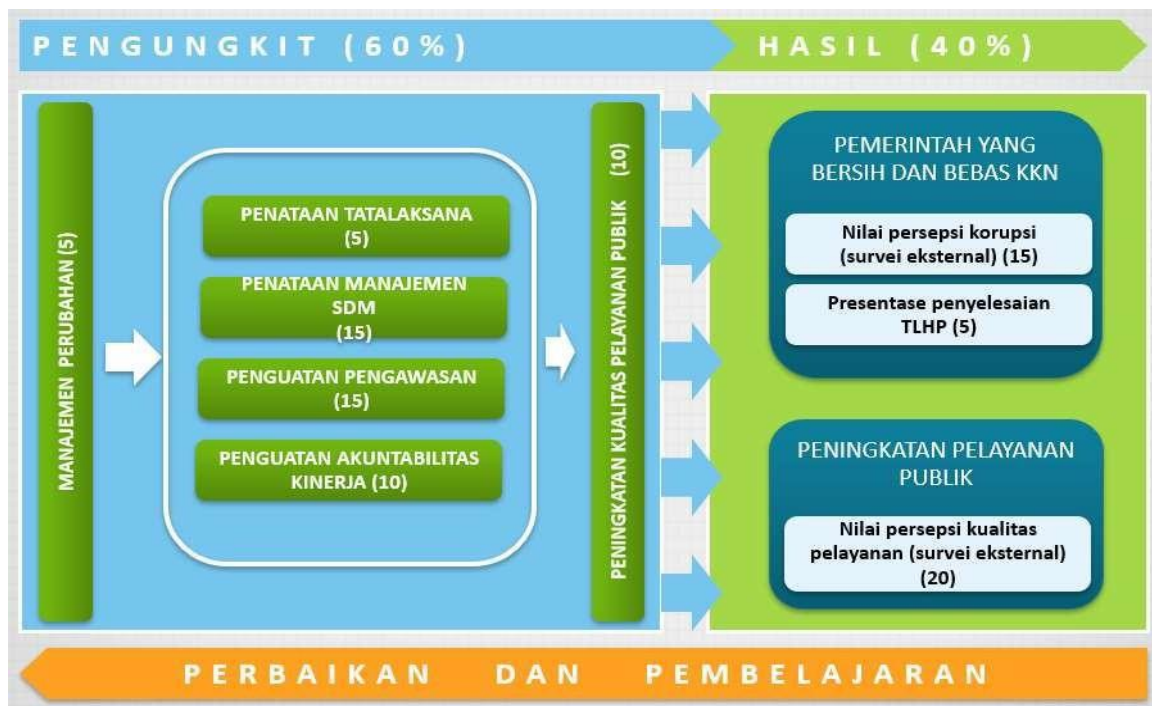 PENGUNGKIT (60%)
HASIL (40%)
MANAJEMEN PERUBAHAN (5)
PENATAAN TATALAKSANA
(5)
PENATAAN MANAJEMEN
SDM
(15)
PENGUATAN PENGAWASAN
(15)
PENGUATAN AKUNTABILITAS
KINERJA (10)
PENINGKATAN KUALITAS PELAYANAN PUBLIK (10)
PEMERINTAH YANG
BERSIH DAN BEBAS KKN
Nilai persepsi korupsi
(survei eksternal) (15)
Presentase penyelesaian
TLHP (5)
PENINGKATAN PELAYANAN
PUBLIK
Nilai persepsi kualitas
pelayanan (survei eksternal)
(20)
PERBAIKAN DAN PEMBELAJARAN